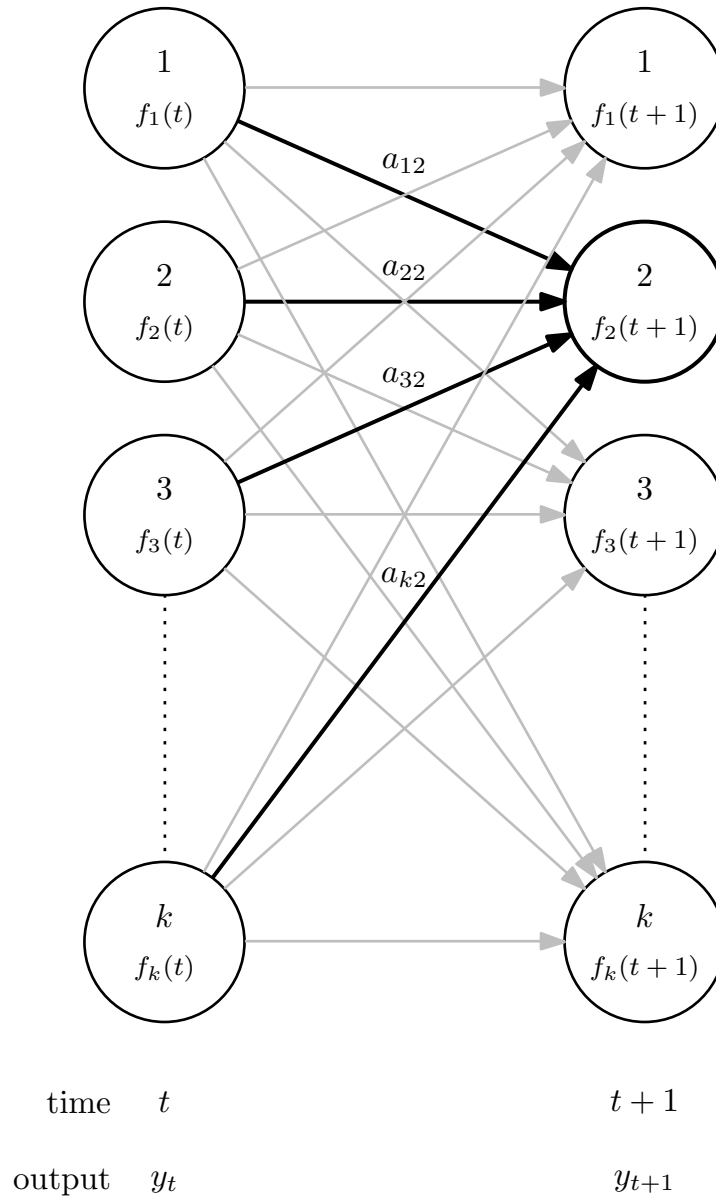 1 1
f₁(t) f₁(t+1)
a₁₂
2 a₂₂ 2
f₂(t) f₂(t+1)
a₃₂
3 3
f₃(t) f₃(t+1)
aₖ₂
k k
fₖ(t) fₖ(t+1)
time t t + 1
output yₜ yₜ₊₁